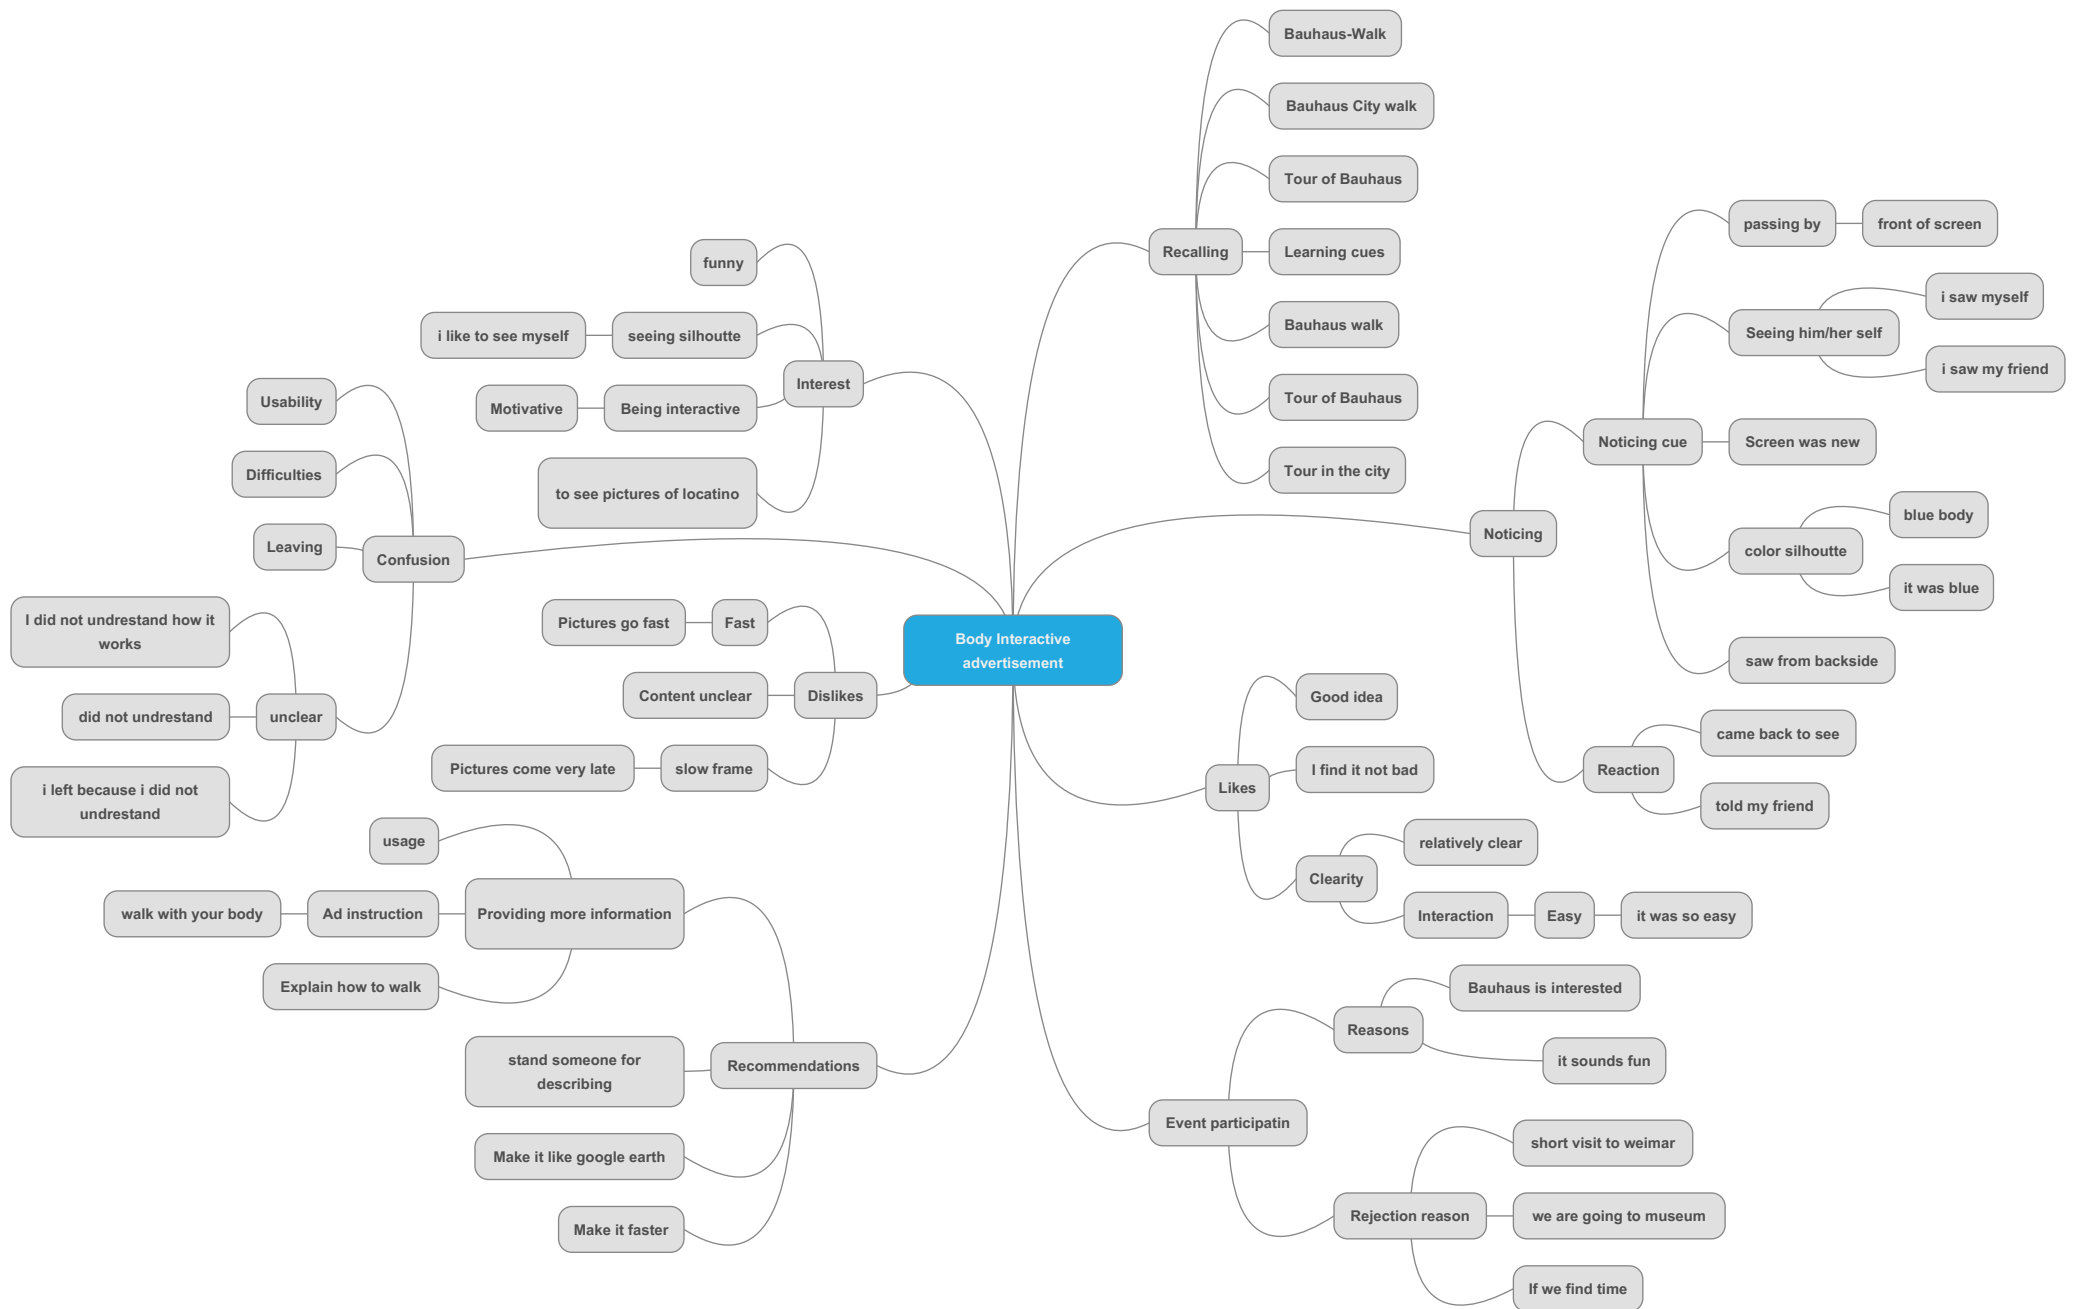 Bauhaus-Walk
Bauhaus City walk
Tour of Bauhaus
Recalling
Learning cues
Bauhaus walk
Tour of Bauhaus
Tour in the city
passing by
front of screen
Seeing him/her self
i saw myself
i saw my friend
Noticing cue
Screen was new
color silhoutte
blue body
it was blue
saw from backside
Noticing
Reaction
came back to see
told my friend
funny
i like to see myself
seeing silhoutte
Interest
Motivative
Being interactive
to see pictures of locatino
Usability
Difficulties
Leaving
Confusion
I did not undrestand how it
works
did not undrestand
unclear
i left because i did not
undrestand
Body Interactive
advertisement
Pictures go fast
Fast
Content unclear
Dislikes
Pictures come very late
slow frame
Good idea
I find it not bad
Likes
Clearity
relatively clear
Interaction
Easy
it was so easy
usage
walk with your body
Ad instruction
Providing more information
Explain how to walk
stand someone for
describing
Recommendations
Make it like google earth
Make it faster
Bauhaus is interested
Reasons
it sounds fun
Event participatin
short visit to weimar
Rejection reason
we are going to museum
If we find time